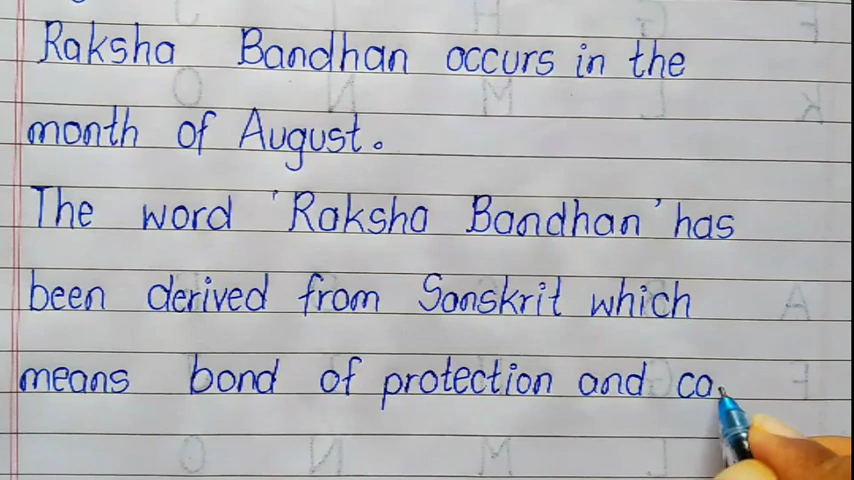 Raksha Bandhan occurs in the
month of August.
The word 'Raksha Bandhan' has
been derived from Sanskrit which
means bond of protection and ca